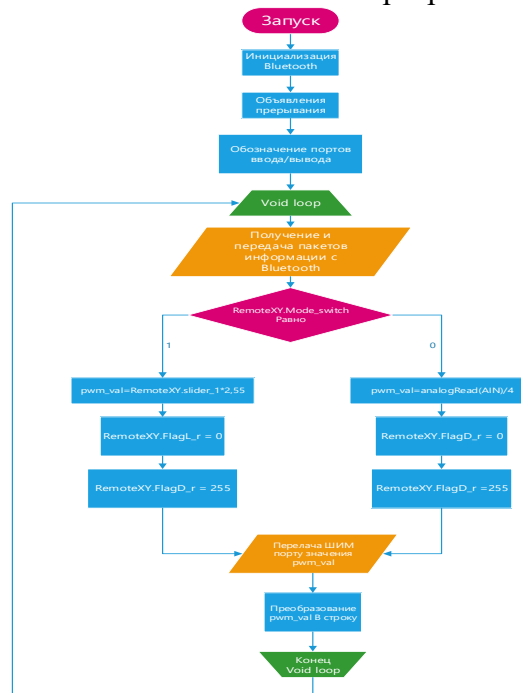 Запуск
Инициализация
Bluetooth
Объявления
прерывания
Обозначение портов
ввода/вывода
Void loop
Получение и
передача пакетов
информации с
Bluetooth
RemoteXY.Mode_switch
Равно
1
0
pwm_val=RemoteXY.slider_1*2,55
pwm_val=analogRead(AIN)/4
RemoteXY.FlagL_r = 0
RemoteXY.FlagD_r = 0
RemoteXY.FlagD_r = 255
RemoteXY.FlagD_r =255
Перелача ШИМ
порту значения
pwm_val
Преобразование
pwm_val В строку
Конец
Void loop